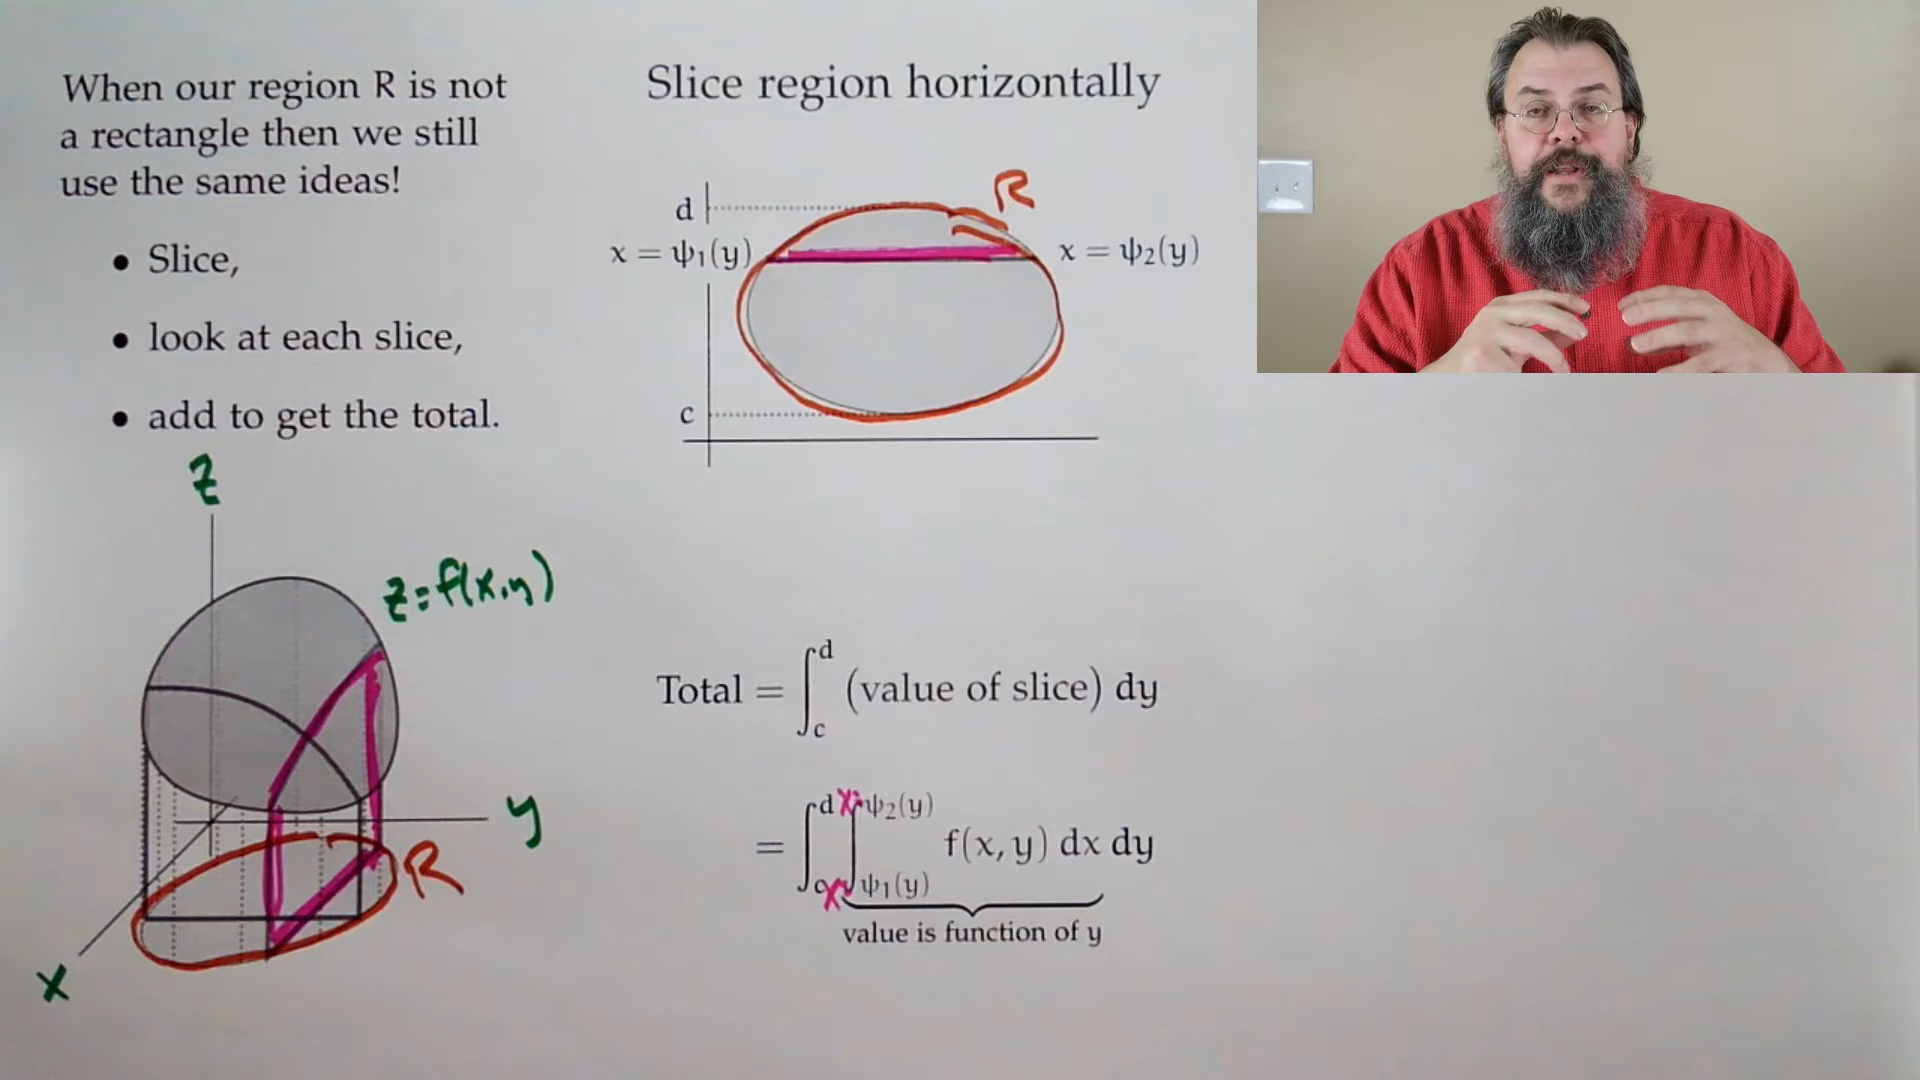 When our region R is not
a rectangle then we still
use the same ideas!
• Slice,
• look at each slice,
• add to get the total.
z
z=f(x,y)
y
R
x
Slice region horizontally
R
d
x = ψ₁(y)
x = ψ₂(y)
c
Total = ∫_c^d (value of slice) dy
= ∫_c^d ∫_{x=ψ₁(y)}^{x=ψ₂(y)} f(x, y) dx dy
value is function of y